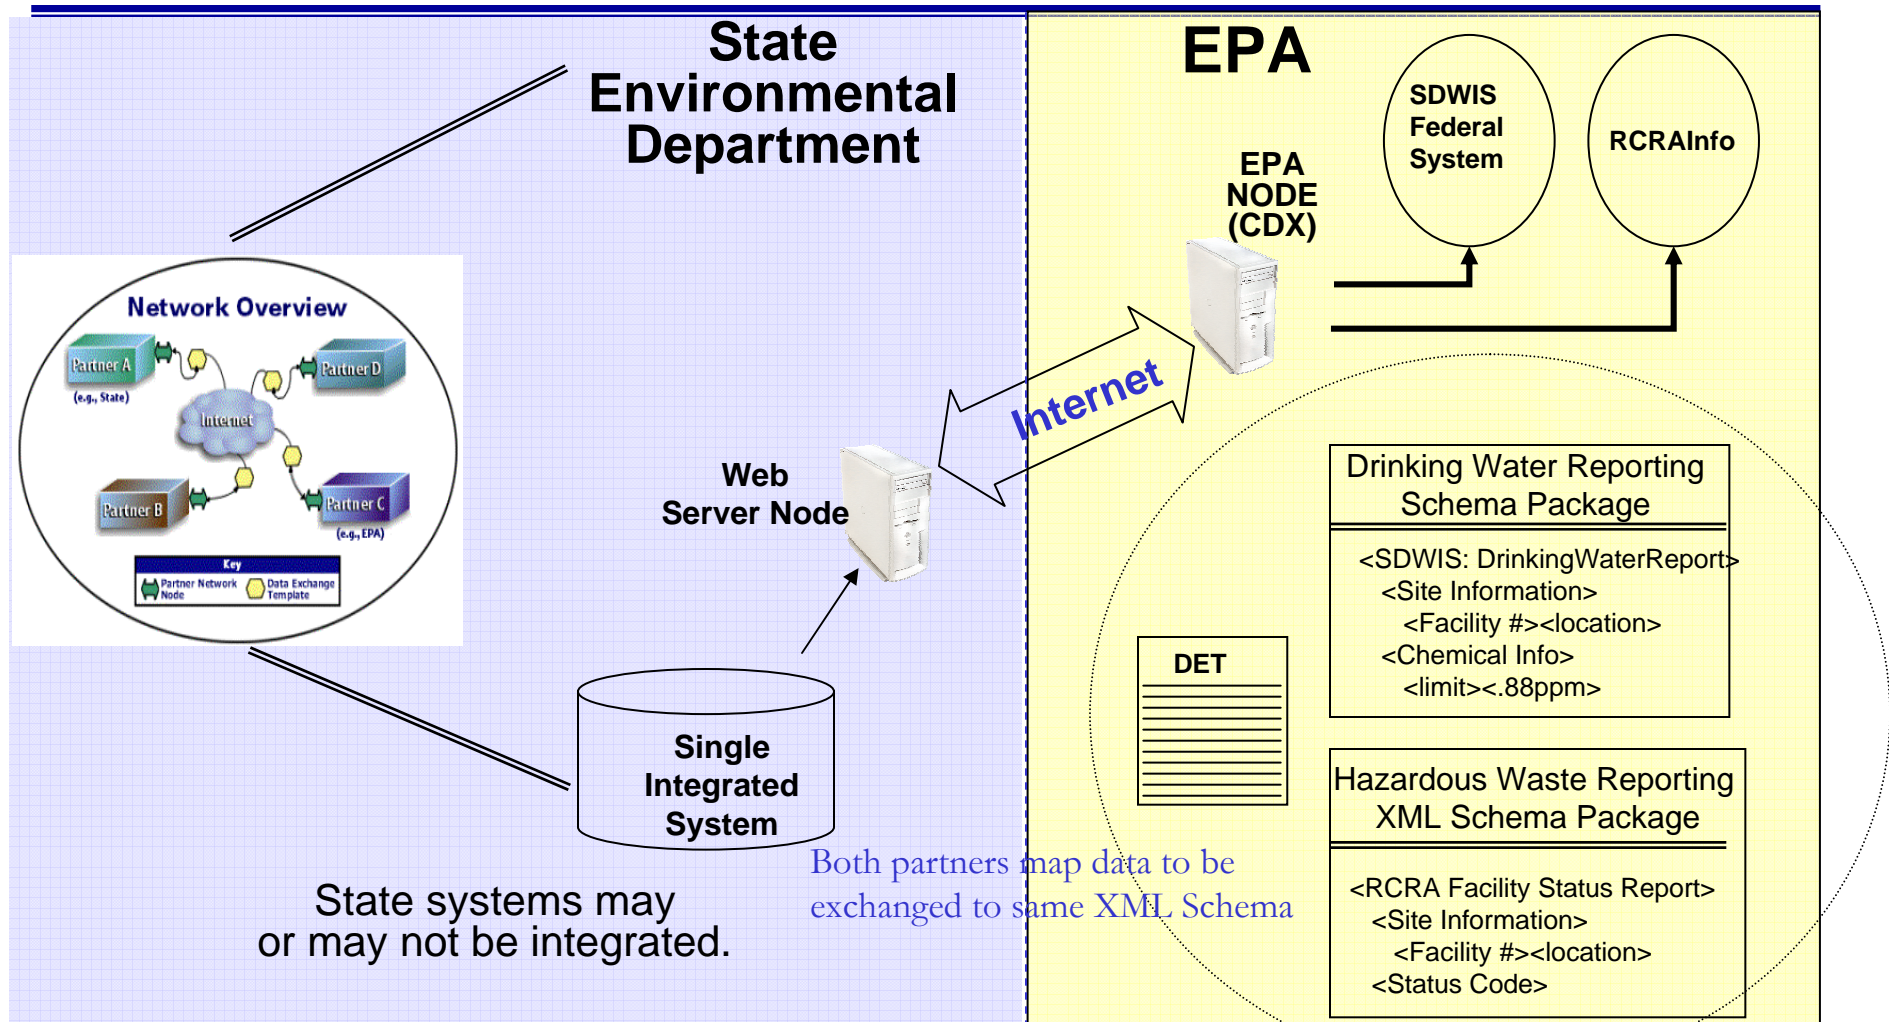 State
Environmental
Department
EPA
SDWIS
Federal
System
RCRAInfo
EPA
NODE
(CDX)
Network Overview
Partner A
(e.g., State)
Partner D
Internet
Partner B
Partner C
(e.g., EPA)
Key
Partner Network
Node
Data Exchange
Template
Internet
Web
Server Node
Single
Integrated
System
State systems may
or may not be integrated.
Both partners map data to be
exchanged to same XML Schema
DET
Drinking Water Reporting
Schema Package
<SDWIS: DrinkingWaterReport>
<Site Information>
<Facility #><location>
<Chemical Info>
<limit><.88ppm>
Hazardous Waste Reporting
XML Schema Package
<RCRA Facility Status Report>
<Site Information>
<Facility #><location>
<Status Code>